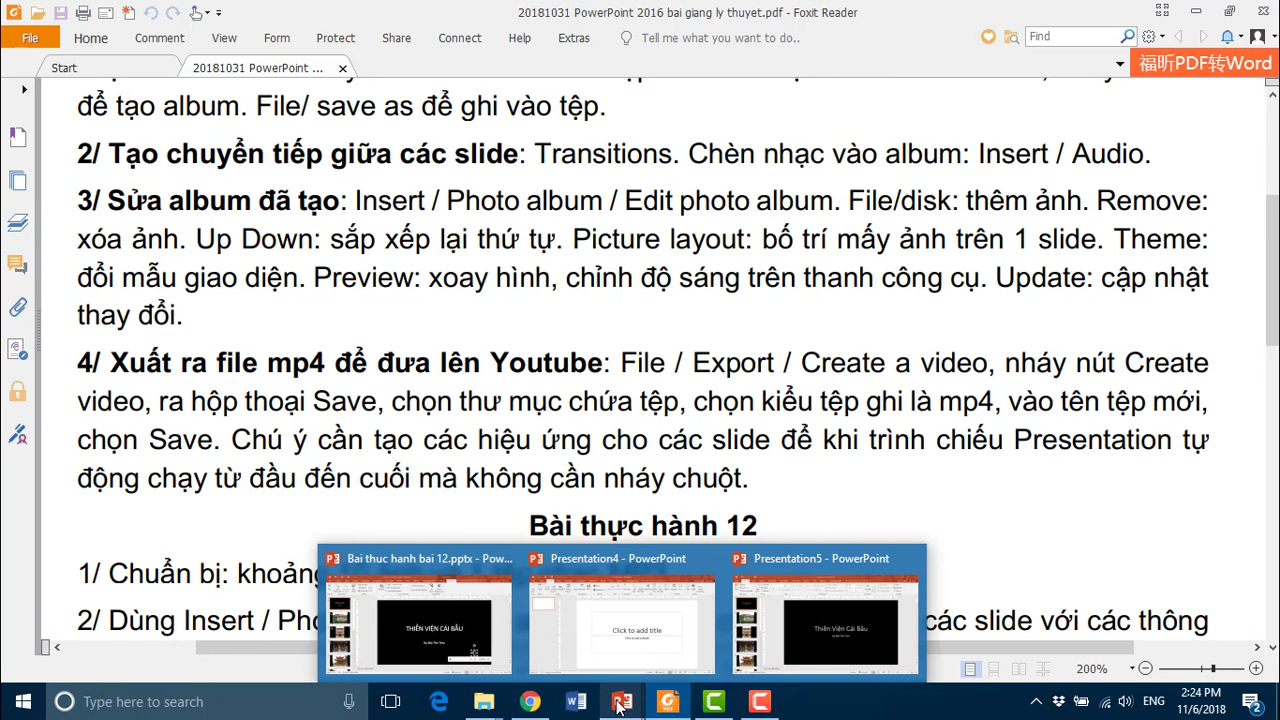 20181031 PowerPoint 2016 bai giang ly thuyet.pdf - Foxit Reader
File Home Comment View Form Protect Share Connect Help Extras Tell me what you want to do.. Find
Start 20181031 PowerPoint ... 福昕PDF转Word
để tạo album. File/ save as để ghi vào tệp.
2/ Tạo chuyển tiếp giữa các slide: Transitions. Chèn nhạc vào album: Insert / Audio.
3/ Sửa album đã tạo: Insert / Photo album / Edit photo album. File/disk: thêm ảnh. Remove:
xóa ảnh. Up Down: sắp xếp lại thứ tự. Picture layout: bố trí mấy ảnh trên 1 slide. Theme:
đổi mẫu giao diện. Preview: xoay hình, chỉnh độ sáng trên thanh công cụ. Update: cập nhật
thay đổi.
4/ Xuất ra file mp4 để đưa lên Youtube: File / Export / Create a video, nháy nút Create
video, ra hộp thoại Save, chọn thư mục chứa tệp, chọn kiểu tệp ghi là mp4, vào tên tệp mới,
chọn Save. Chú ý cần tạo các hiệu ứng cho các slide để khi trình chiếu Presentation tự
động chạy từ đầu đến cuối mà không cần nháy chuột.
Bài thực hành 12
Bai thuc hanh bai 12.pptx - Pow... Presentation4 - PowerPoint Presentation5 - PowerPoint
1/ Chuẩn bị: khoảng
THIỀN VIỆN CÁI BẦU Click to add title Thiền Viện Cái Bầu
2/ Dùng Insert / Pho các slide với các thông
200%
Type here to search ENG 2:24 PM
11/6/2018 2